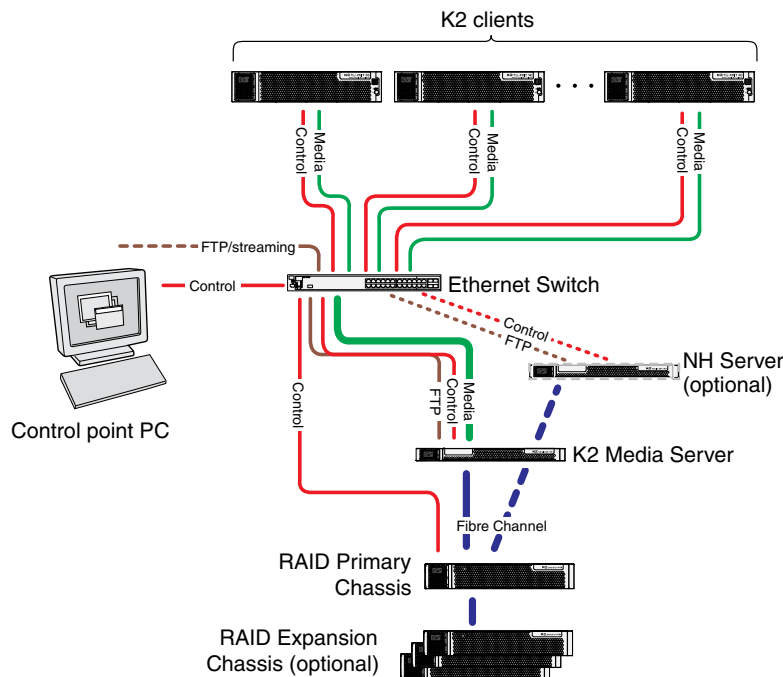 K2 clients
Control
Media
Control
Media
Control
Media
FTP/streaming
Control
Ethernet Switch
Control
FTP
NH Server
(optional)
Control
FTP
Control
Media
Control point PC
K2 Media Server
Fibre Channel
RAID Primary
Chassis
RAID Expansion
Chassis (optional)